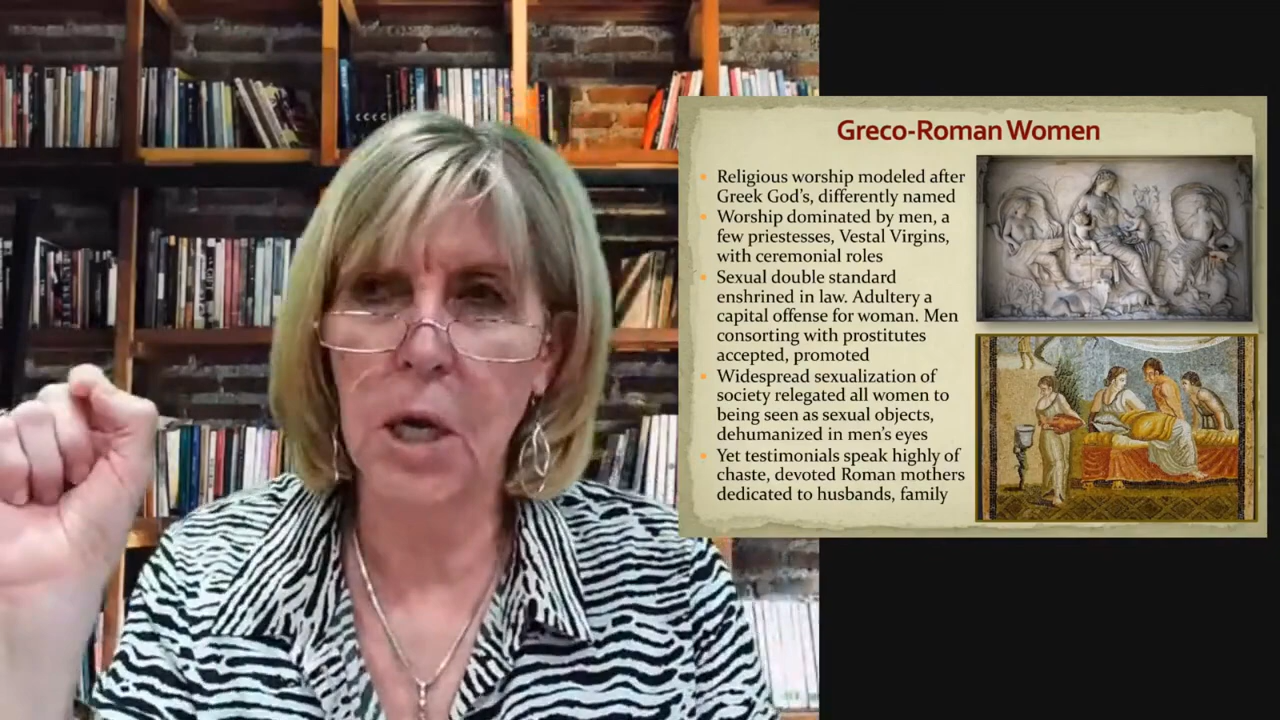 Greco-Roman Women
Religious worship modeled after
Greek God's, differently named
Worship dominated by men, a
few priestesses, Vestal Virgins,
with ceremonial roles
Sexual double standard
enshrined in law. Adultery a
capital offense for woman. Men
consorting with prostitutes
accepted, promoted
Widespread sexualization of
society relegated all women to
being seen as sexual objects,
dehumanized in men's eyes
Yet testimonials speak highly of
chaste, devoted Roman mothers
dedicated to husbands, family